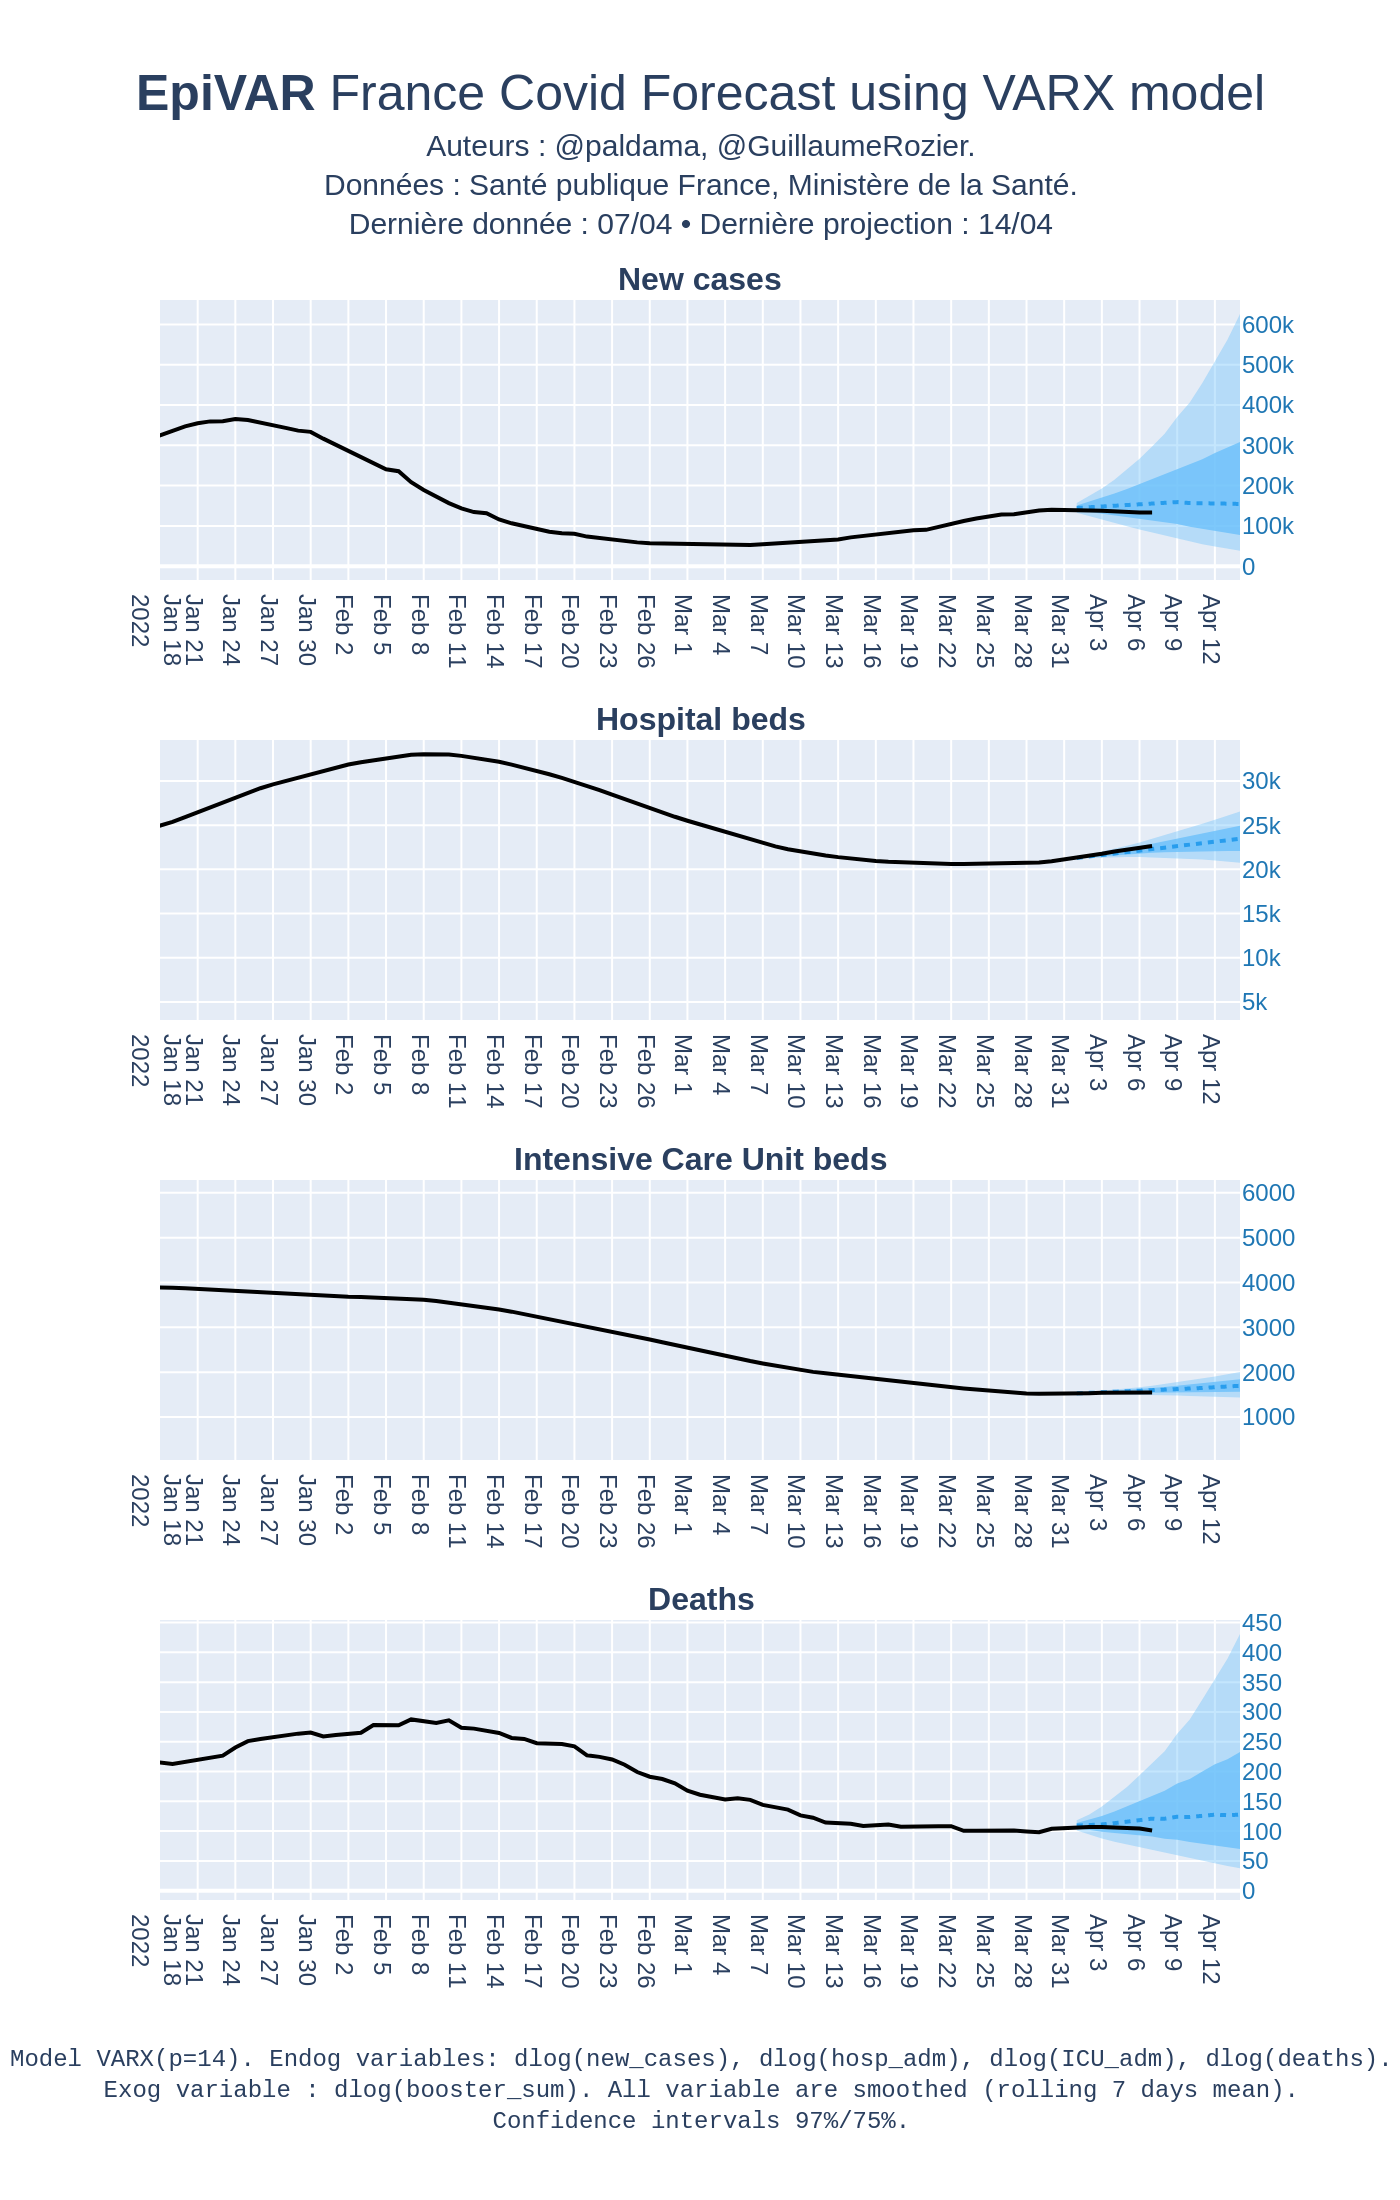 EpiVAR France Covid Forecast using VARX model
Auteurs : @paldama, @GuillaumeRozier.
Données : Santé publique France, Ministère de la Santé.
Dernière donnée : 07/04 • Dernière projection : 14/04
New cases
600k
500k
400k
300k
200k
100k
0
Jan 18
2022
Jan 21
Jan 24
Jan 27
Jan 30
Feb 2
Feb 5
Feb 8
Feb 11
Feb 14
Feb 17
Feb 20
Feb 23
Feb 26
Mar 1
Mar 4
Mar 7
Mar 10
Mar 13
Mar 16
Mar 19
Mar 22
Mar 25
Mar 28
Mar 31
Apr 3
Apr 6
Apr 9
Apr 12
Hospital beds
30k
25k
20k
15k
10k
5k
Jan 18
2022
Jan 21
Jan 24
Jan 27
Jan 30
Feb 2
Feb 5
Feb 8
Feb 11
Feb 14
Feb 17
Feb 20
Feb 23
Feb 26
Mar 1
Mar 4
Mar 7
Mar 10
Mar 13
Mar 16
Mar 19
Mar 22
Mar 25
Mar 28
Mar 31
Apr 3
Apr 6
Apr 9
Apr 12
Intensive Care Unit beds
6000
5000
4000
3000
2000
1000
Jan 18
2022
Jan 21
Jan 24
Jan 27
Jan 30
Feb 2
Feb 5
Feb 8
Feb 11
Feb 14
Feb 17
Feb 20
Feb 23
Feb 26
Mar 1
Mar 4
Mar 7
Mar 10
Mar 13
Mar 16
Mar 19
Mar 22
Mar 25
Mar 28
Mar 31
Apr 3
Apr 6
Apr 9
Apr 12
Deaths
450
400
350
300
250
200
150
100
50
0
Jan 18
2022
Jan 21
Jan 24
Jan 27
Jan 30
Feb 2
Feb 5
Feb 8
Feb 11
Feb 14
Feb 17
Feb 20
Feb 23
Feb 26
Mar 1
Mar 4
Mar 7
Mar 10
Mar 13
Mar 16
Mar 19
Mar 22
Mar 25
Mar 28
Mar 31
Apr 3
Apr 6
Apr 9
Apr 12
Model VARX(p=14). Endog variables: dlog(new_cases), dlog(hosp_adm), dlog(ICU_adm), dlog(deaths).
Exog variable : dlog(booster_sum). All variable are smoothed (rolling 7 days mean).
Confidence intervals 97%/75%.